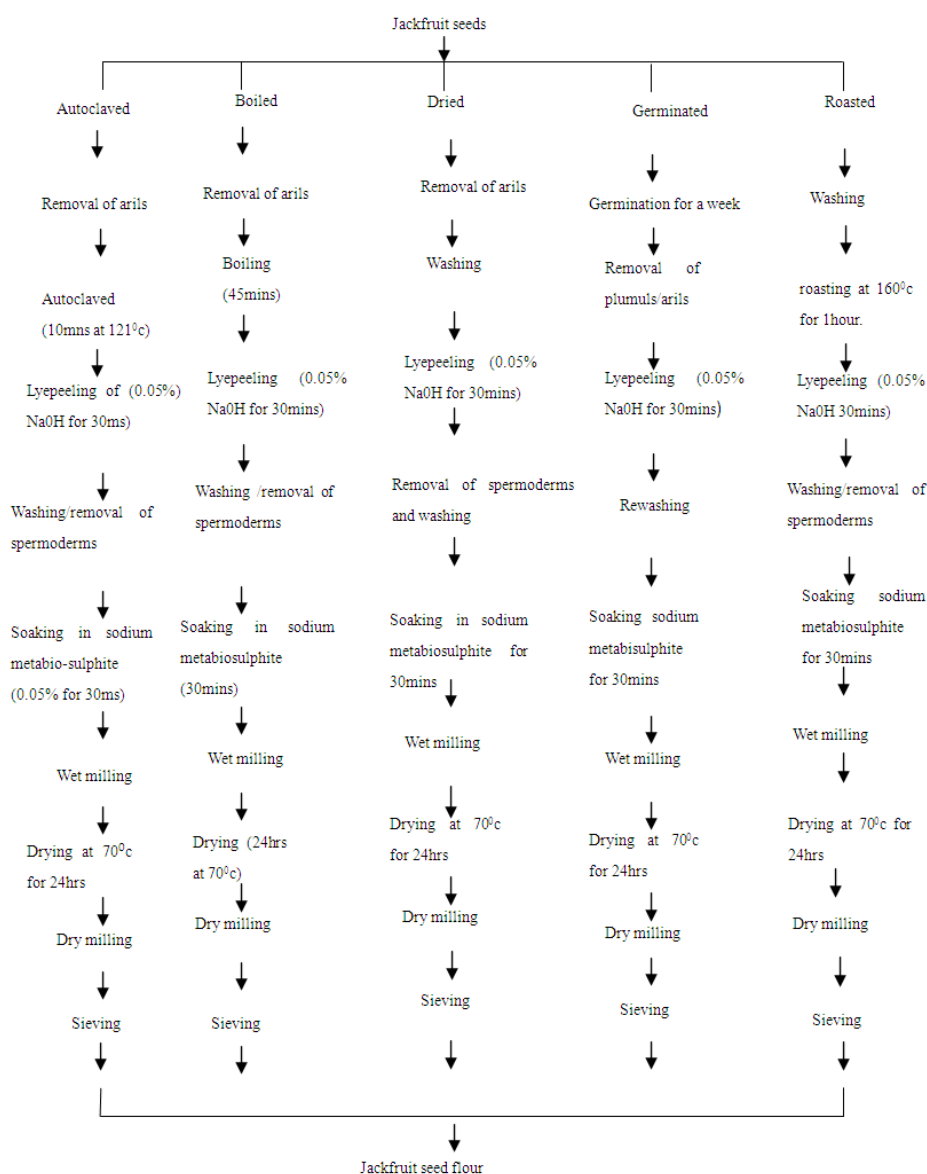 Jackfruit seeds
Autoclaved
Removal of arils
Autoclaved
(10mns at 121⁰c)
Lyepeeling of (0.05%)
Na0H for 30ms)
Washing/removal of
spermoderms
Soaking in sodium
metabio-sulphite
(0.05% for 30ms)
Wet milling
Drying at 70⁰c
for 24hrs
Dry milling
Sieving
Boiled
Removal of arils
Boiling
(45mins)
Lyepeeling (0.05%
Na0H for 30mins)
Washing /removal of
spermoderms
Soaking in sodium
metabiosulphite
(30mins)
Wet milling
Drying (24hrs
at 70⁰c)
Dry milling
Sieving
Dried
Removal of arils
Washing
Lyepeeling (0.05%
Na0H for 30mins)
Removal of spermoderms
and washing
Soaking in sodium
metabiosulphite for
30mins
Wet milling
Drying at 70⁰c
for 24hrs
Dry milling
Sieving
Germinated
Germination for a week
Removal of
plumuls/arils
Lyepeeling (0.05%
Na0H for 30mins)
Rewashing
Soaking sodium
metabisulphite
for 30mins
Wet milling
Drying at 70⁰c
for 24hrs
Dry milling
Sieving
Roasted
Washing
roasting at 160⁰c
for 1hour.
Lyepeeling (0.05%
Na0H 30mins)
Washing/removal of
spermoderms
Soaking sodium
metabiosulphite
for 30mins
Wet milling
Drying at 70⁰c for
24hrs
Dry milling
Sieving
Jackfruit seed flour